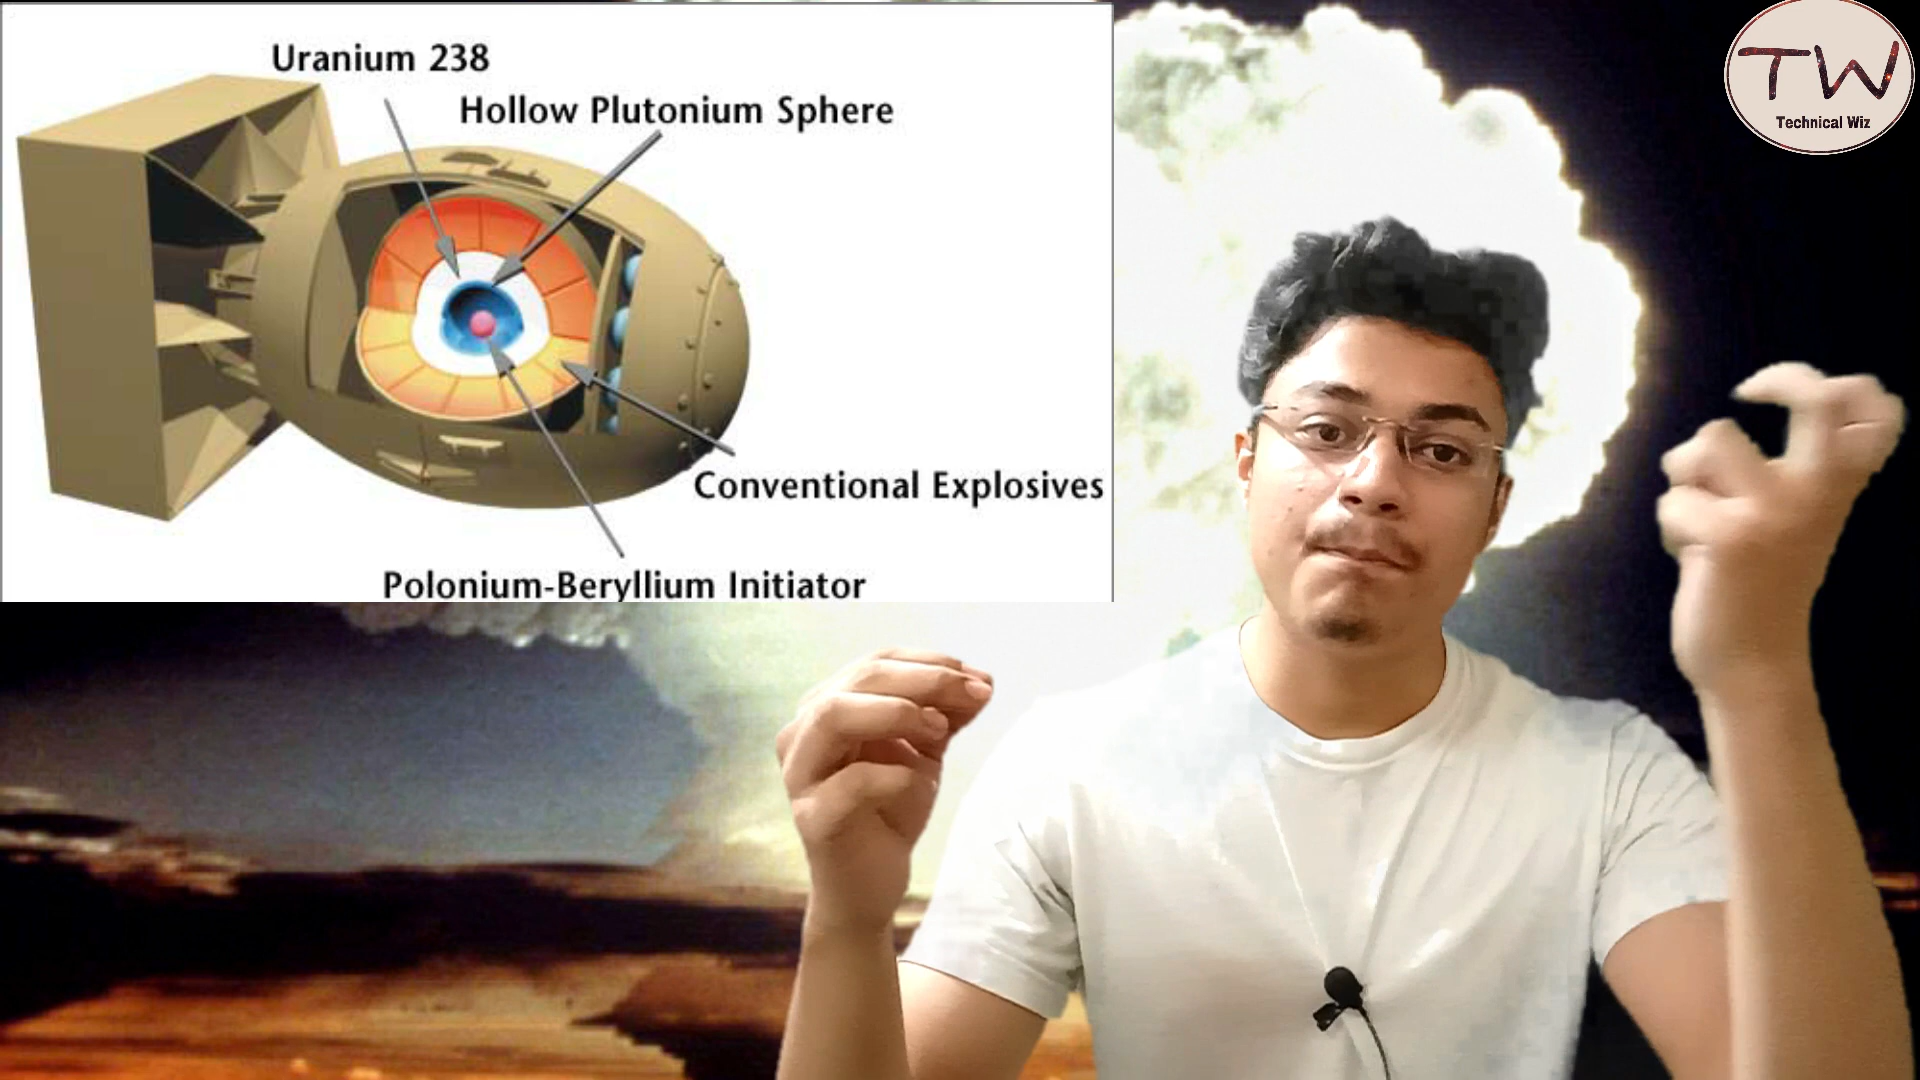 Uranium 238
Hollow Plutonium Sphere
Conventional Explosives
Polonium-Beryllium Initiator
TW
Technical Wiz